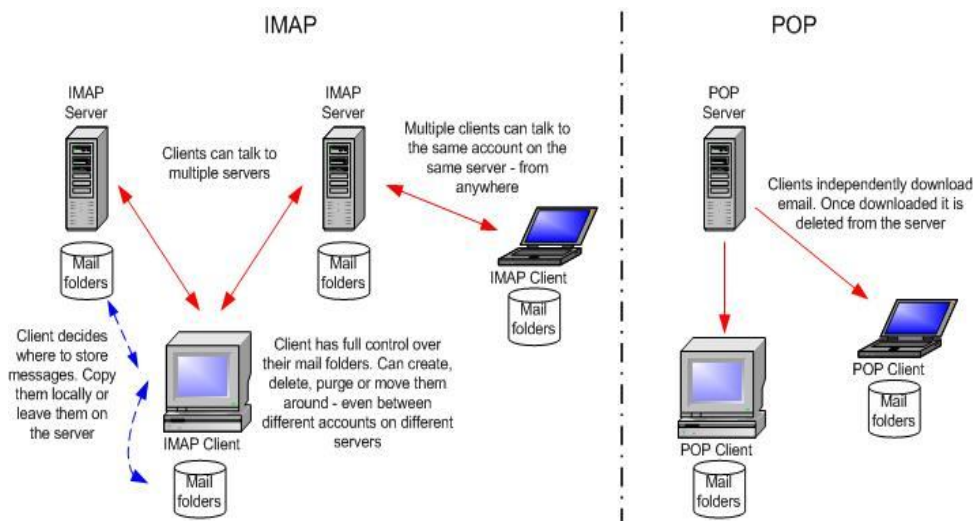 IMAP
POP
IMAP
Server
IMAP
Server
Clients can talk to
multiple servers
Multiple clients can talk to
the same account on the
same server - from
anywhere
Mail
folders
IMAP Client
Mail
folders
Client decides
where to store
messages. Copy
them locally or
leave them on
the server
Client has full control over
their mail folders. Can create,
delete, purge or move them
around - even between
different accounts on different
servers
IMAP Client
Mail
folders
POP
Server
Clients independently download
email. Once downloaded it is
deleted from the server
POP Client
Mail
folders
POP Client
Mail
folders